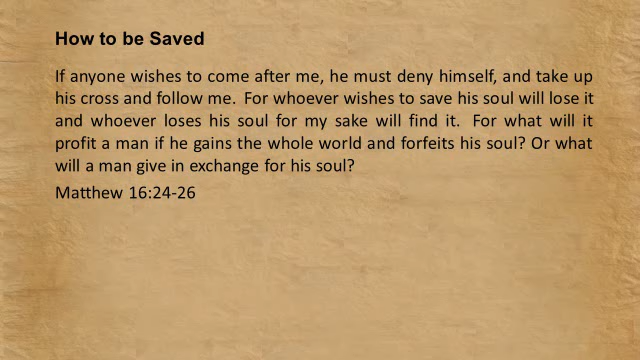 How to be Saved
If anyone wishes to come after me, he must deny himself, and take up
his cross and follow me.  For whoever wishes to save his soul will lose it
and whoever loses his soul for my sake will find it.  For what will it
profit a man if he gains the whole world and forfeits his soul? Or what
will a man give in exchange for his soul?
Matthew 16:24-26